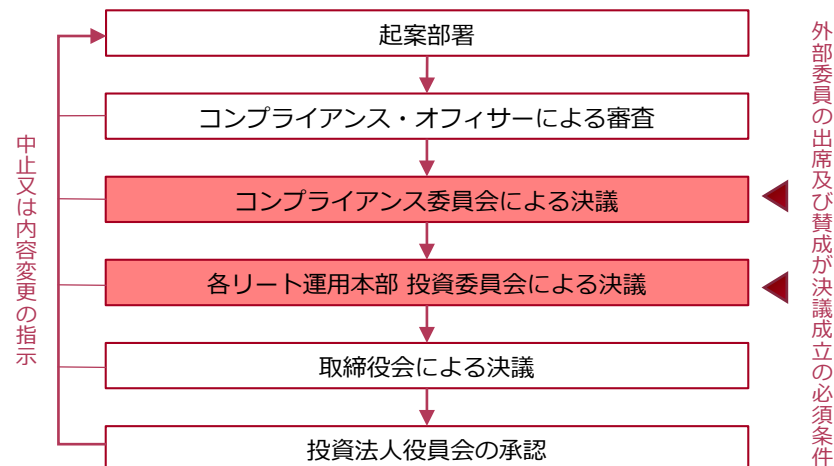 起案部署
コンプライアンス・オフィサーによる審査
コンプライアンス委員会による決議
各リート運用本部 投資委員会による決議
取締役会による決議
投資法人役員会の承認
中止又は内容変更の指示
外部委員の出席及び賛成が決議成立の必須条件